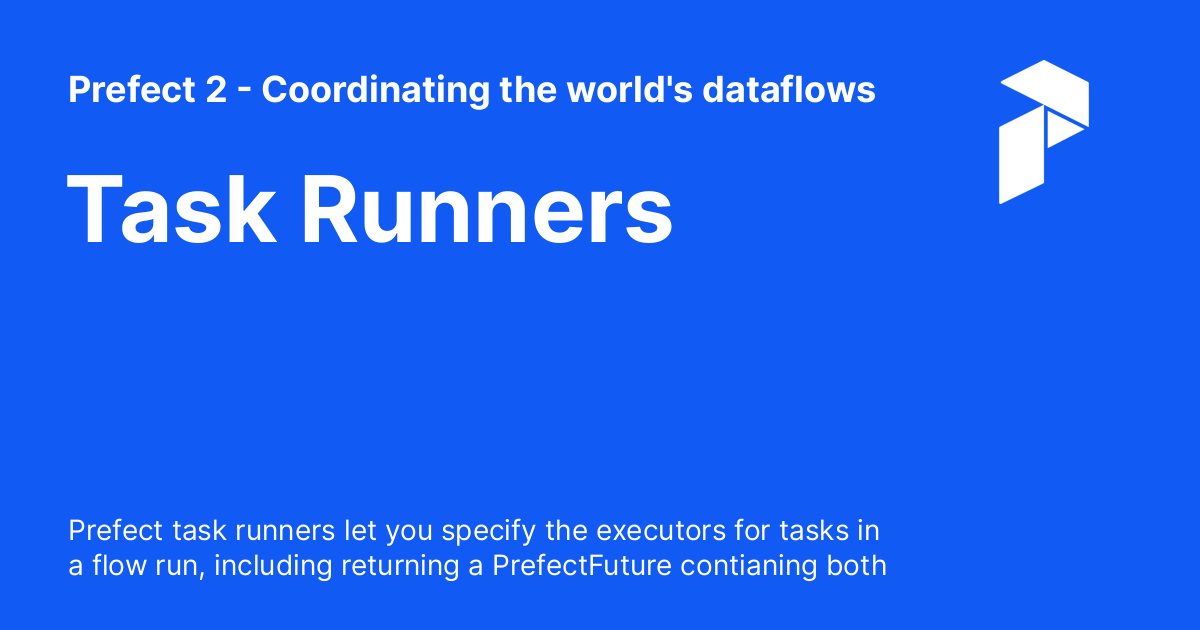 Prefect 2 - Coordinating the world's dataflows
Task Runners
Prefect task runners let you specify the executors for tasks in
a flow run, including returning a PrefectFuture contianing both